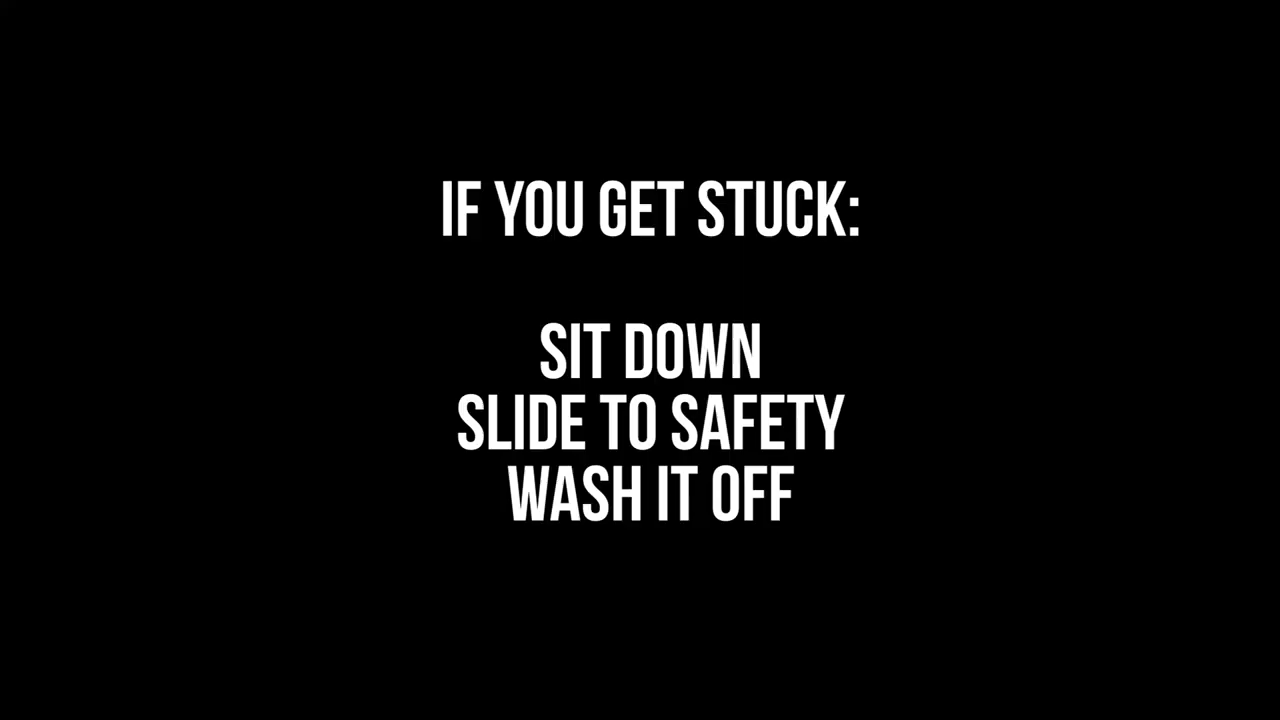 IF YOU GET STUCK:
SIT DOWN
SLIDE TO SAFETY
WASH IT OFF